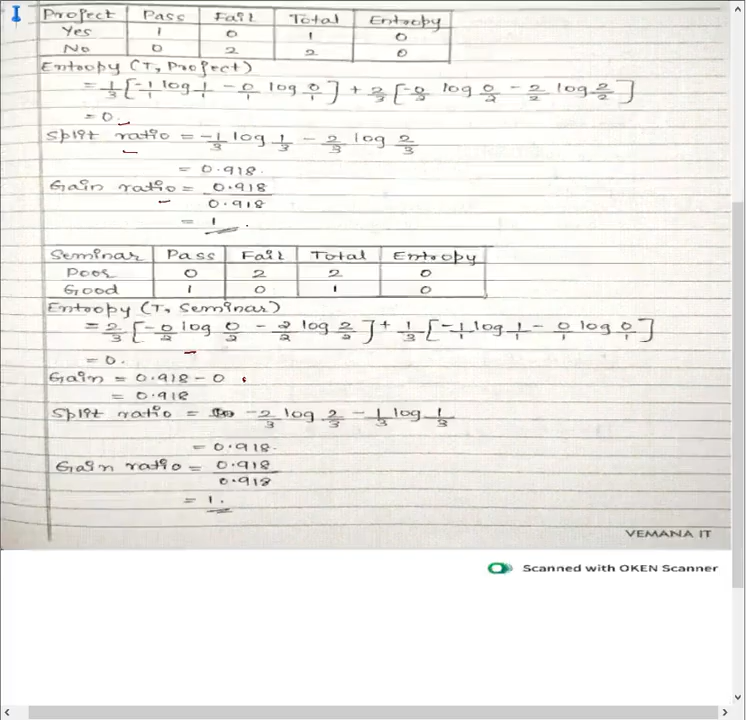 Project Pass Fail Total Entropy
Yes 1 0 1 0
No 0 2 2 0
Entropy (T, Project)
= 1/3 [-1/1 log 1/1 - 0/1 log 0/1] + 2/3 [-0/2 log 0/2 - 2/2 log 2/2]
= 0.
Split ratio = -1/3 log 1/3 - 2/3 log 2/3
= 0.918.
Gain ratio = 0.918
0.918
= 1.
Seminar Pass Fail Total Entropy
Poor 0 2 2 0
Good 1 0 1 0
Entropy (T, Seminar)
= 2/3 [-0/2 log 0/2 - 2/2 log 2/2] + 1/3 [-1/1 log 1/1 - 0/1 log 0/1]
= 0.
Gain = 0.918 - 0
= 0.918
Split ratio = -2/3 log 2/3 - 1/3 log 1/3
= 0.918.
Gain ratio = 0.918
0.918
= 1.
VEMANA IT
Scanned with OKEN Scanner